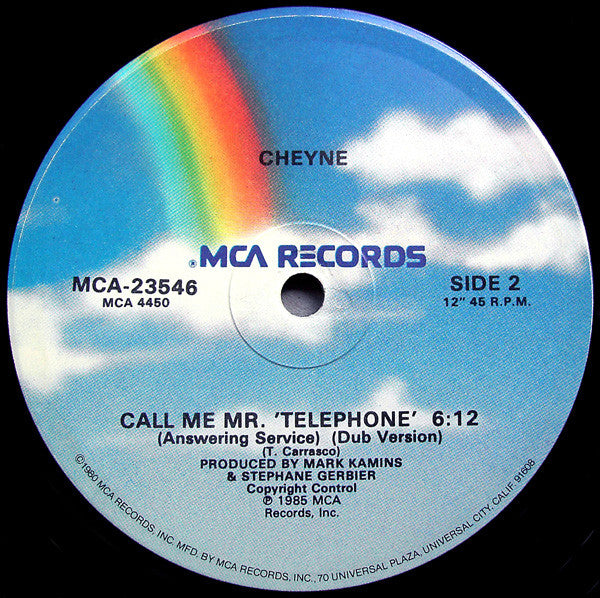 CHEYNE
®MCA RECORDS
MCA-23546
MCA 4450
SIDE 2
12" 45 R.P.M.
CALL ME MR. 'TELEPHONE' 6:12
(Answering Service) (Dub Version)
(T. Carrasco)
PRODUCED BY MARK KAMINS
& STEPHANE GERBIER
Copyright Control
℗ 1985 MCA
Records, Inc.
©1980 MCA RECORDS INC. MFD. BY MCA RECORDS, INC., 70 UNIVERSAL PLAZA, UNIVERSAL CITY, CALIF. 91608